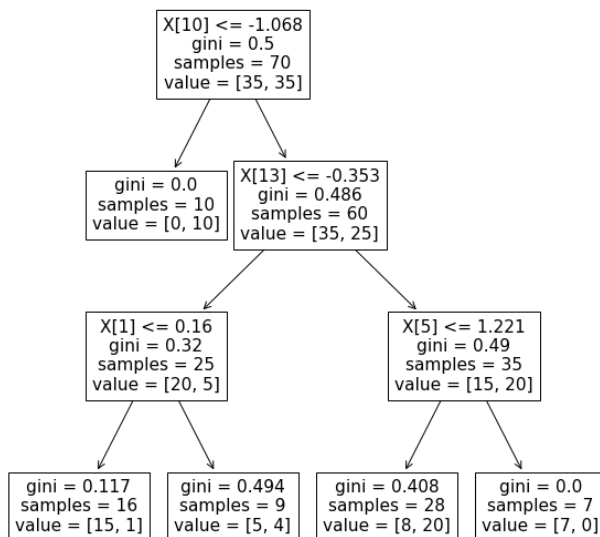 X[10] <= -1.068
gini = 0.5
samples = 70
value = [35, 35]
gini = 0.0
samples = 10
value = [0, 10]
X[13] <= -0.353
gini = 0.486
samples = 60
value = [35, 25]
X[1] <= 0.16
gini = 0.32
samples = 25
value = [20, 5]
X[5] <= 1.221
gini = 0.49
samples = 35
value = [15, 20]
gini = 0.117
samples = 16
value = [15, 1]
gini = 0.494
samples = 9
value = [5, 4]
gini = 0.408
samples = 28
value = [8, 20]
gini = 0.0
samples = 7
value = [7, 0]